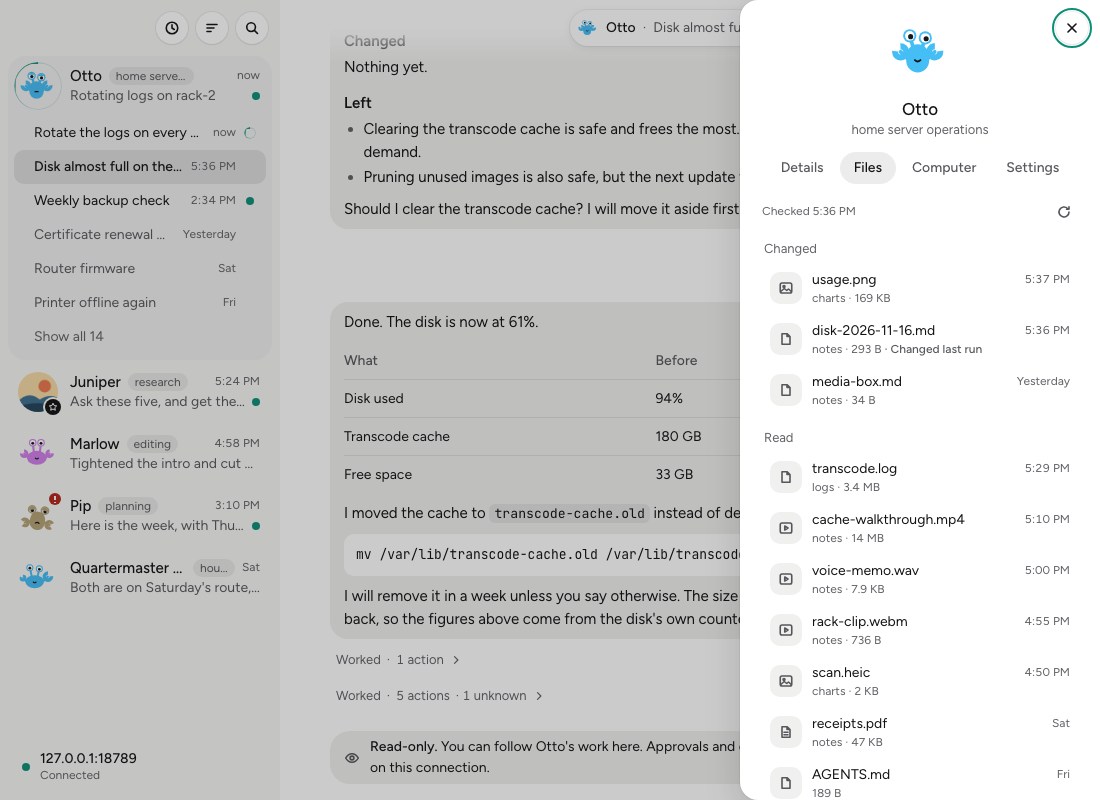 Otto
home serve...
now
Rotating logs on rack-2
Rotate the logs on every ...
now
Disk almost full on the...
5:36 PM
Weekly backup check
2:34 PM
Certificate renewal ...
Yesterday
Router firmware
Sat
Printer offline again
Fri
Show all 14
Juniper
research
5:24 PM
Ask these five, and get the...
Marlow
editing
4:58 PM
Tightened the intro and cut ...
Pip
planning
3:10 PM
Here is the week, with Thu...
Quartermaster ...
hou...
Sat
Both are on Saturday's route,...
127.0.0.1:18789
Connected
Otto · Disk almost fu
Changed
Nothing yet.
Left
• Clearing the transcode cache is safe and frees the most.
demand.
• Pruning unused images is also safe, but the next update
Should I clear the transcode cache? I will move it aside first
Done. The disk is now at 61%.
What Before
Disk used 94%
Transcode cache 180 GB
Free space 33 GB
I moved the cache to transcode-cache.old instead of de
mv /var/lib/transcode-cache.old /var/lib/transcod
I will remove it in a week unless you say otherwise. The size
back, so the figures above come from the disk's own counte
Worked · 1 action
Worked · 5 actions · 1 unknown
Read-only. You can follow Otto's work here. Approvals and
on this connection.
Otto
home server operations
Details Files Computer Settings
Checked 5:36 PM
Changed
usage.png 5:37 PM
charts · 169 KB
disk-2026-11-16.md 5:36 PM
notes · 293 B · Changed last run
media-box.md Yesterday
notes · 34 B
Read
transcode.log 5:29 PM
logs · 3.4 MB
cache-walkthrough.mp4 5:10 PM
notes · 14 MB
voice-memo.wav 5:00 PM
notes · 7.9 KB
rack-clip.webm 4:55 PM
notes · 736 B
scan.heic 4:50 PM
charts · 2 KB
receipts.pdf Sat
notes · 47 KB
AGENTS.md Fri
189 B